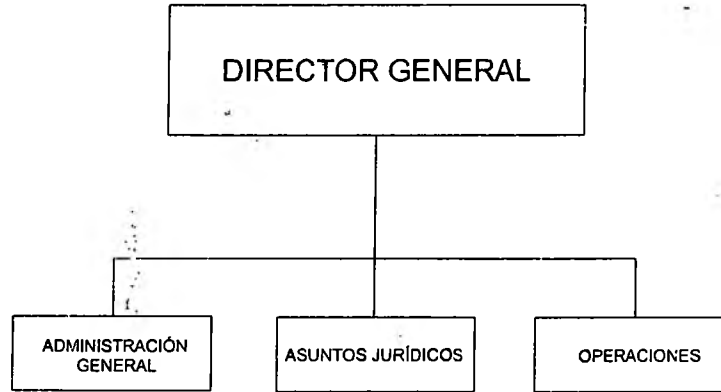 DIRECTOR GENERAL
ADMINISTRACIÓN
GENERAL
ASUNTOS JURÍDICOS
OPERACIONES